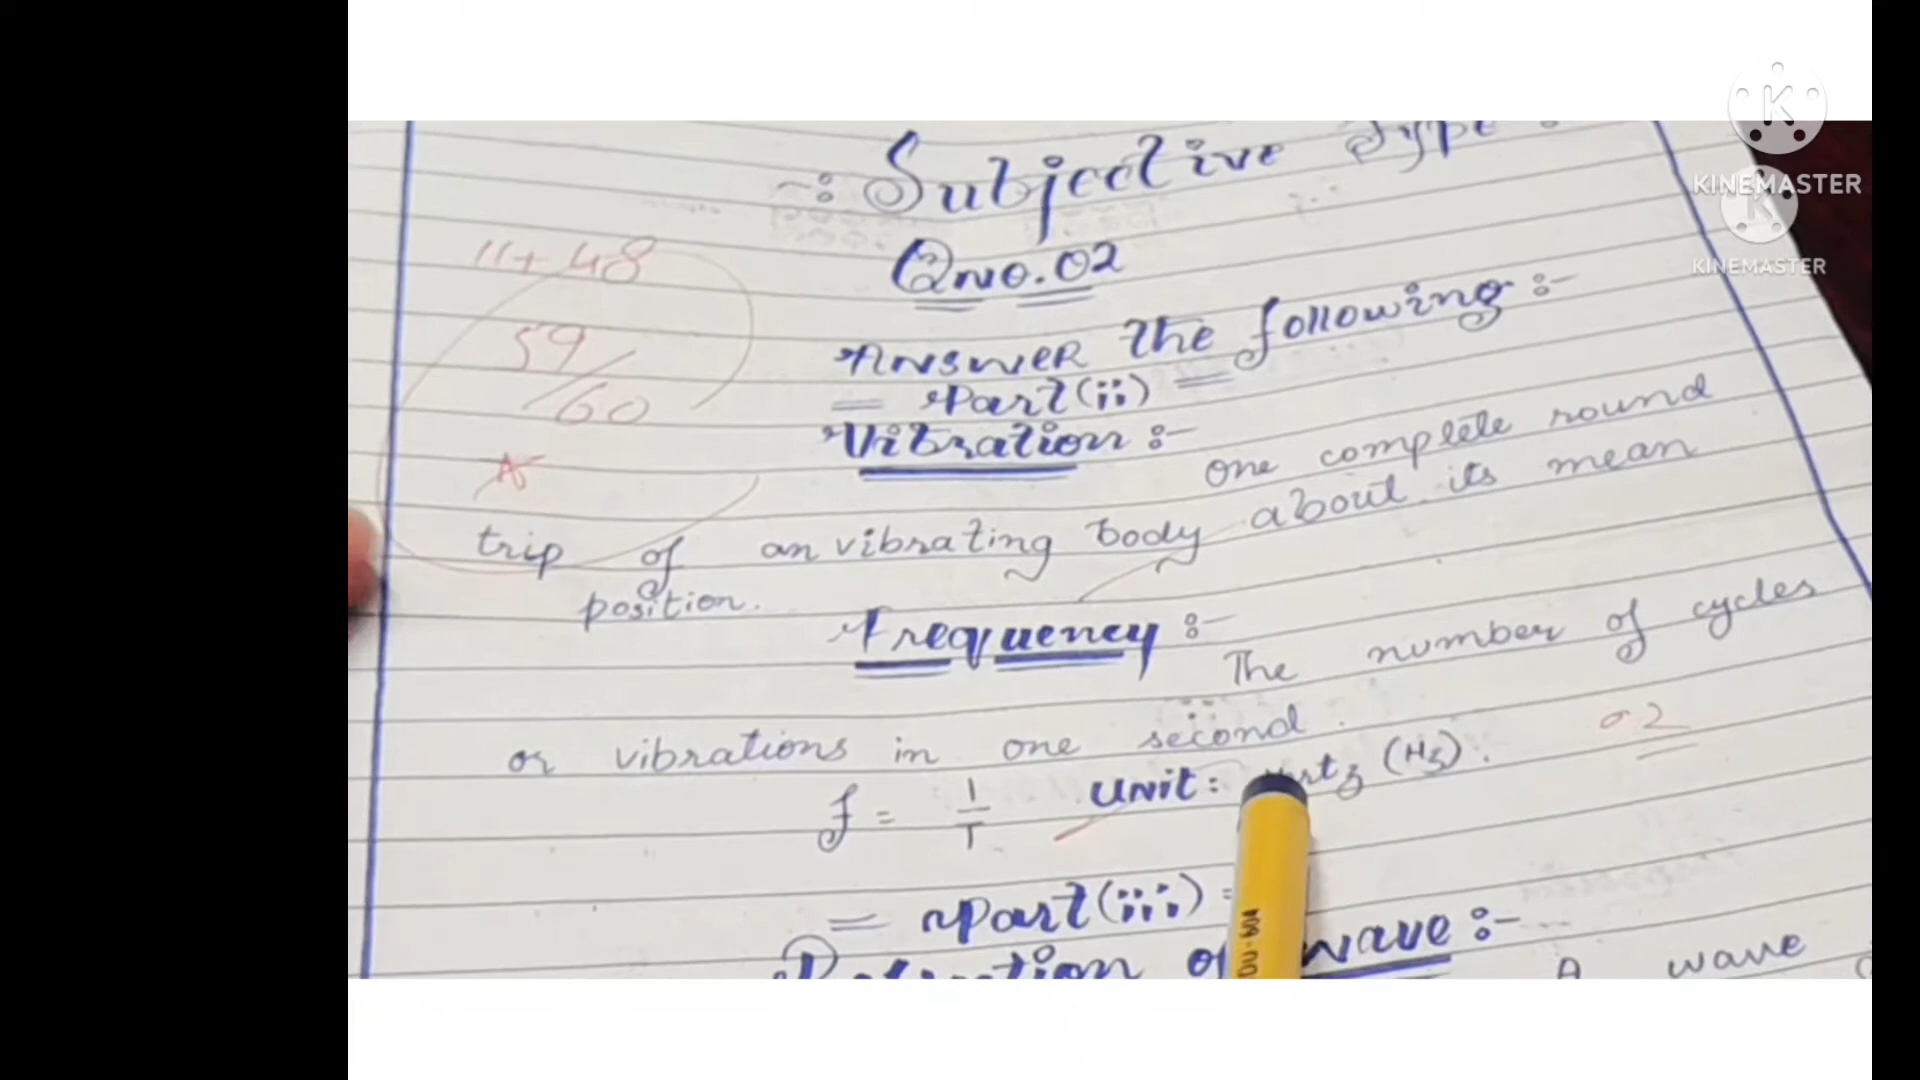 -: Subjective Type:
11+48
Qno.02
59/60
Answer the following:-
= Part(ii) =
A+
Vibration:-
one complete round
trip of an vibrating body about its mean
position.
Frequency:-
The number of cycles
or vibrations in one second.
02
f = 1/T Unit: (Hz).
= Part(iii) =
of wave:-
A wave
KINEMASTER
KINEMASTER